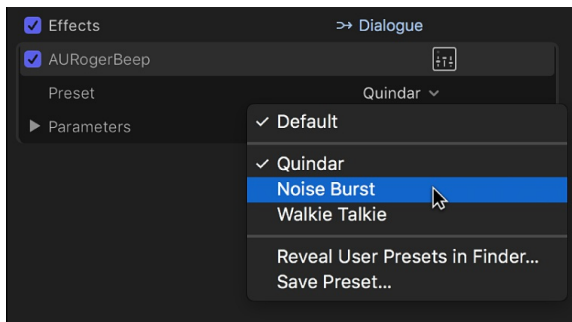 Effects
Dialogue
AURogerBeep
Preset
Quindar
Parameters
Default
Quindar
Noise Burst
Walkie Talkie
Reveal User Presets in Finder...
Save Preset...